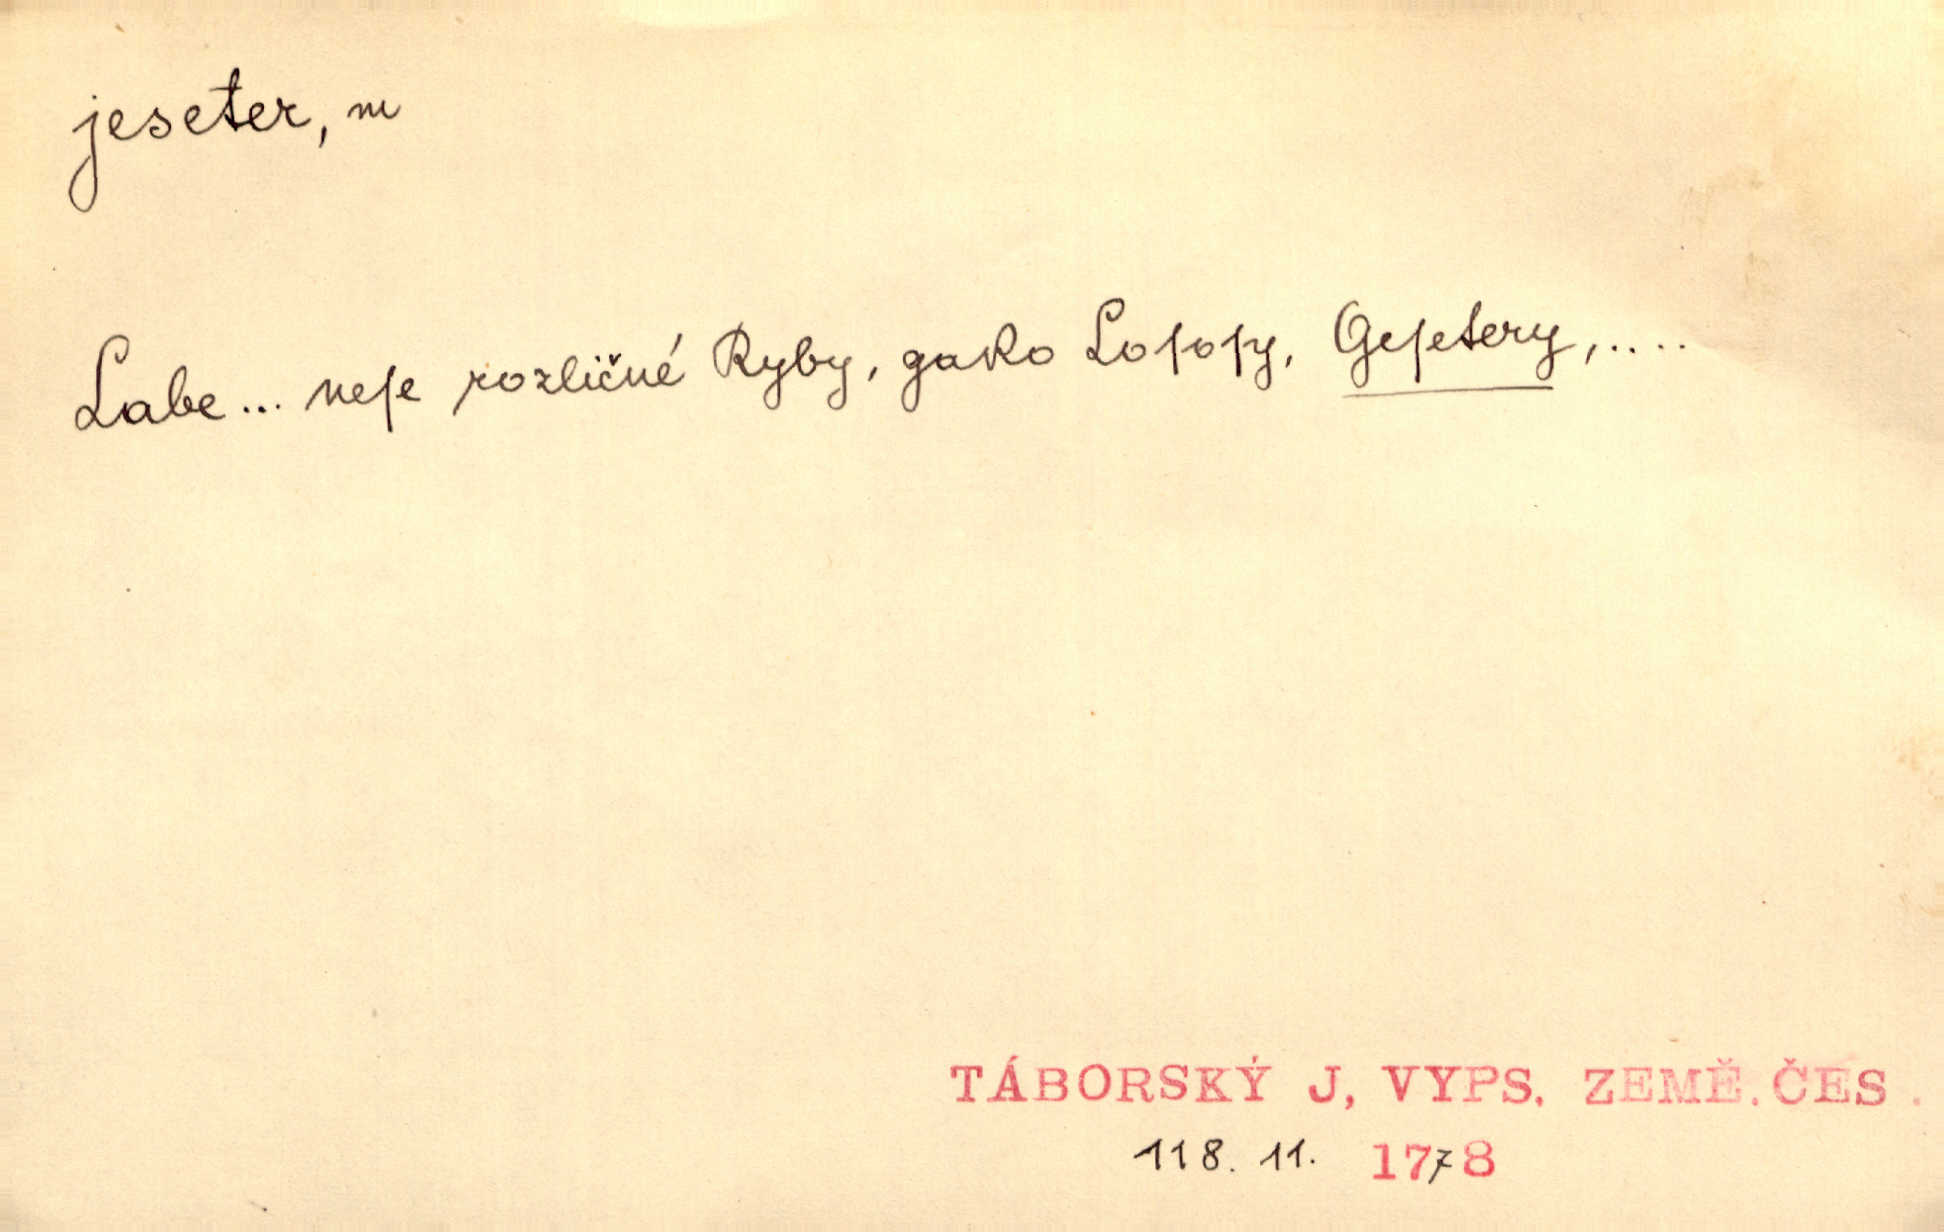 jeseter, m
Labe... neſe rozličné Ryby, gako Loſoſy, Geſetery,....
TÁBORSKÝ J, VYPS. ZEMĚ. ČES.
118. 11. 1778